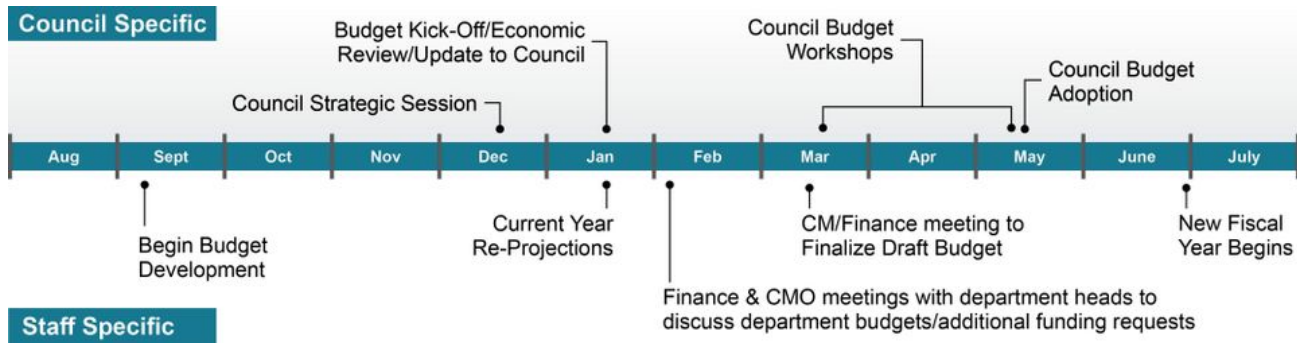 Council Specific
Budget Kick-Off/Economic
Review/Update to Council
Council Budget
Workshops
Council Strategic Session
Council Budget
Adoption
Aug
Sept
Oct
Nov
Dec
Jan
Feb
Mar
Apr
May
June
July
Begin Budget
Development
Current Year
Re-Projections
CM/Finance meeting to
Finalize Draft Budget
New Fiscal
Year Begins
Finance & CMO meetings with department heads to
discuss department budgets/additional funding requests
Staff Specific